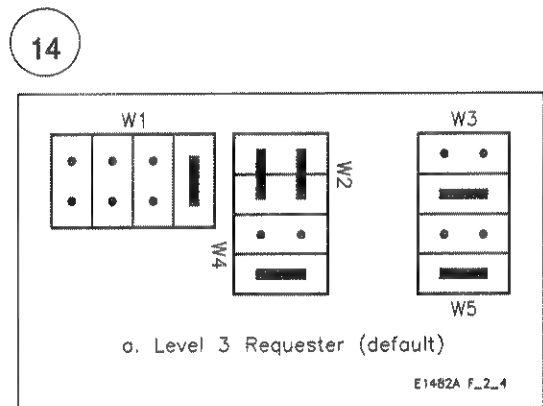 14
W1
W3
W2
W4
W5
a. Level 3 Requester (default)
E1482A F_2_4